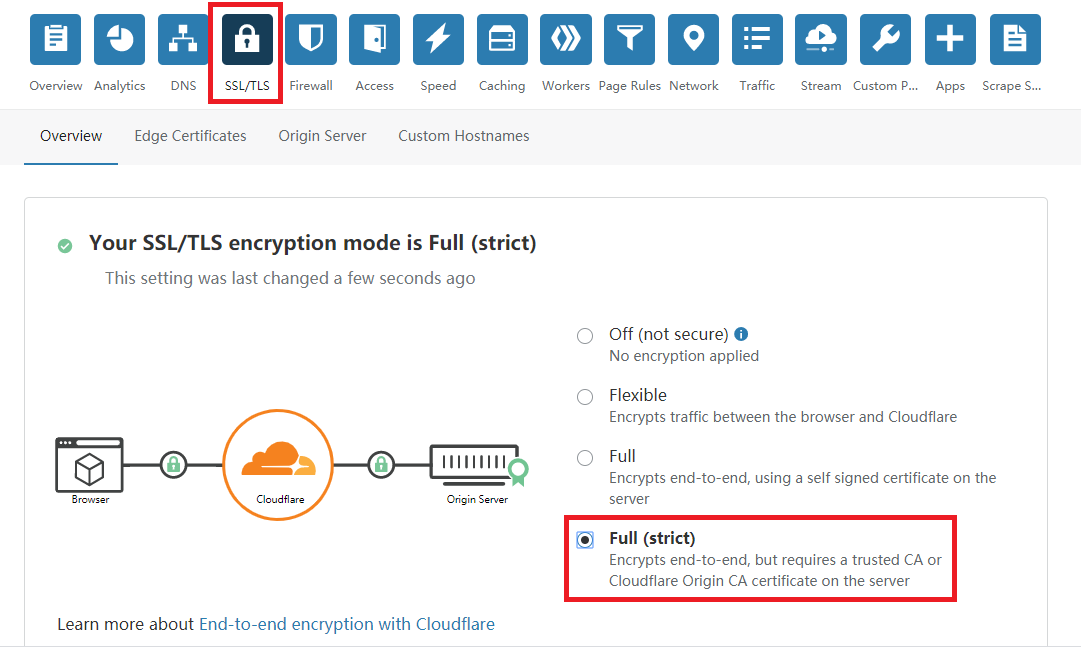 Overview Analytics DNS SSL/TLS Firewall Access Speed Caching Workers Page Rules Network Traffic Stream Custom P... Apps Scrape S...
Overview Edge Certificates Origin Server Custom Hostnames
Your SSL/TLS encryption mode is Full (strict)
This setting was last changed a few seconds ago
Browser
Cloudflare
Origin Server
Off (not secure)
No encryption applied
Flexible
Encrypts traffic between the browser and Cloudflare
Full
Encrypts end-to-end, using a self signed certificate on the
server
Full (strict)
Encrypts end-to-end, but requires a trusted CA or
Cloudflare Origin CA certificate on the server
Learn more about End-to-end encryption with Cloudflare